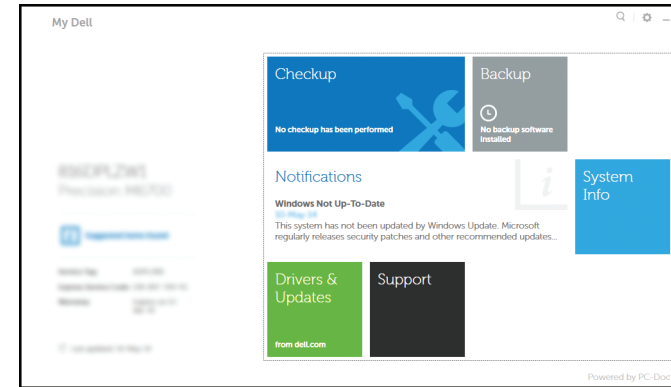 My Dell
Checkup
No checkup has been performed
Backup
No backup software
installed
Notifications
Windows Not Up-To-Date
This system has not been updated by Windows Update. Microsoft
regularly releases security patches and other recommended updates...
System
Info
Drivers &
Updates
from dell.com
Support
Powered by PC-Doc